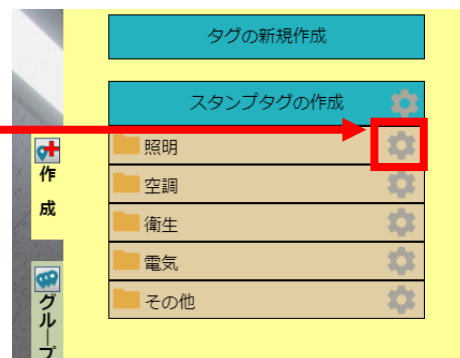 タグの新規作成
スタンプタグの作成
照明
空調
衛生
電気
その他
作成
グループ